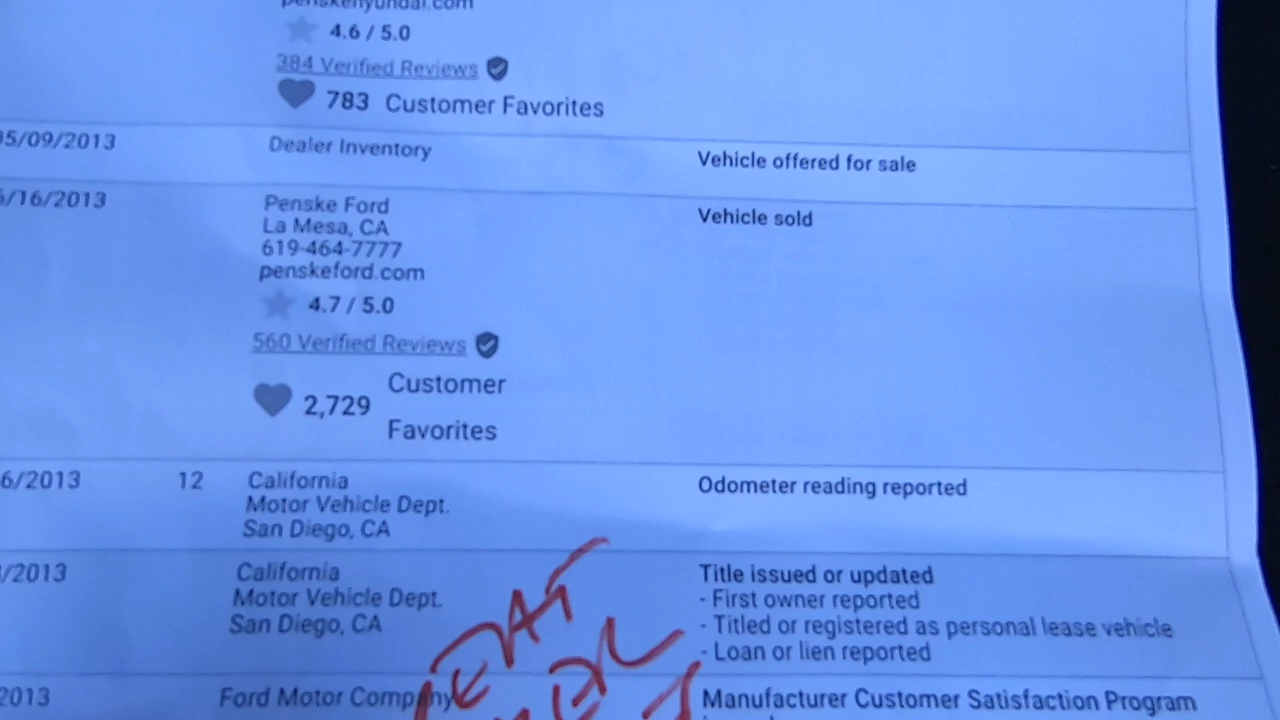 penskehyundai.com
4.6 / 5.0
384 Verified Reviews
783 Customer Favorites
05/09/2013 Dealer Inventory Vehicle offered for sale
/16/2013 Penske Ford Vehicle sold
La Mesa, CA
619-464-7777
penskeford.com
4.7 / 5.0
560 Verified Reviews
2,729 Customer
Favorites
6/2013 12 California Odometer reading reported
Motor Vehicle Dept.
San Diego, CA
/2013 California Title issued or updated
Motor Vehicle Dept. - First owner reported
San Diego, CA - Titled or registered as personal lease vehicle
- Loan or lien reported
2013 Ford Motor Company Manufacturer Customer Satisfaction Program